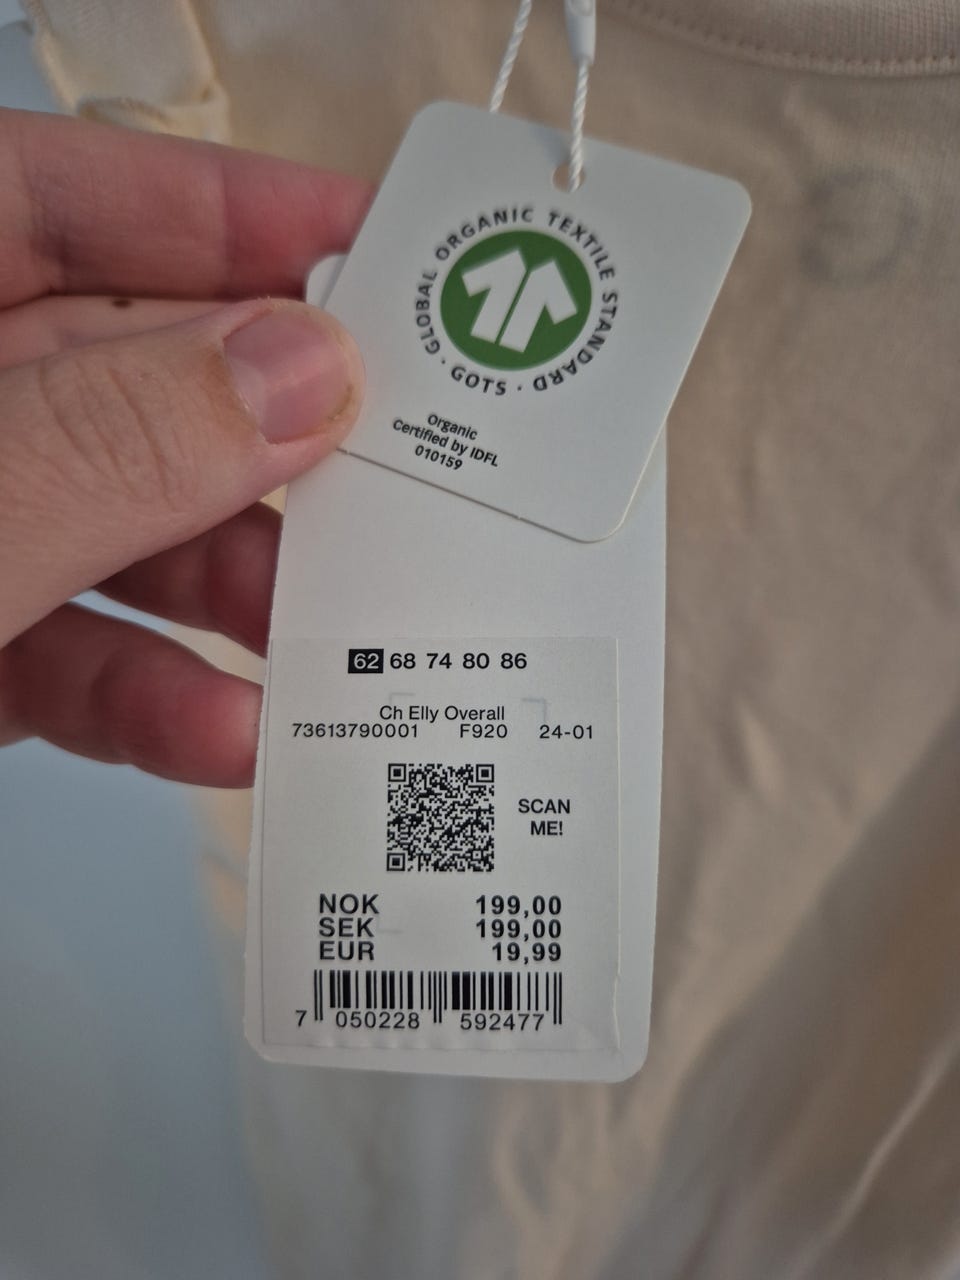 GLOBAL ORGANIC TEXTILE STANDARD · GOTS ·
Organic
Certified by IDFL
010159
62 68 74 80 86
Ch Elly Overall
73613790001 F920 24-01
SCAN
ME!
NOK 199,00
SEK 199,00
EUR 19,99
7 050228 592477